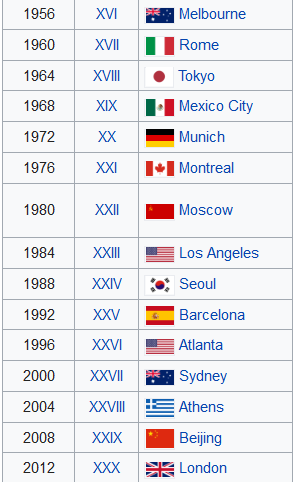 1956 XVI Melbourne
1960 XVII Rome
1964 XVIII Tokyo
1968 XIX Mexico City
1972 XX Munich
1976 XXI Montreal
1980 XXII Moscow
1984 XXIII Los Angeles
1988 XXIV Seoul
1992 XXV Barcelona
1996 XXVI Atlanta
2000 XXVII Sydney
2004 XXVIII Athens
2008 XXIX Beijing
2012 XXX London